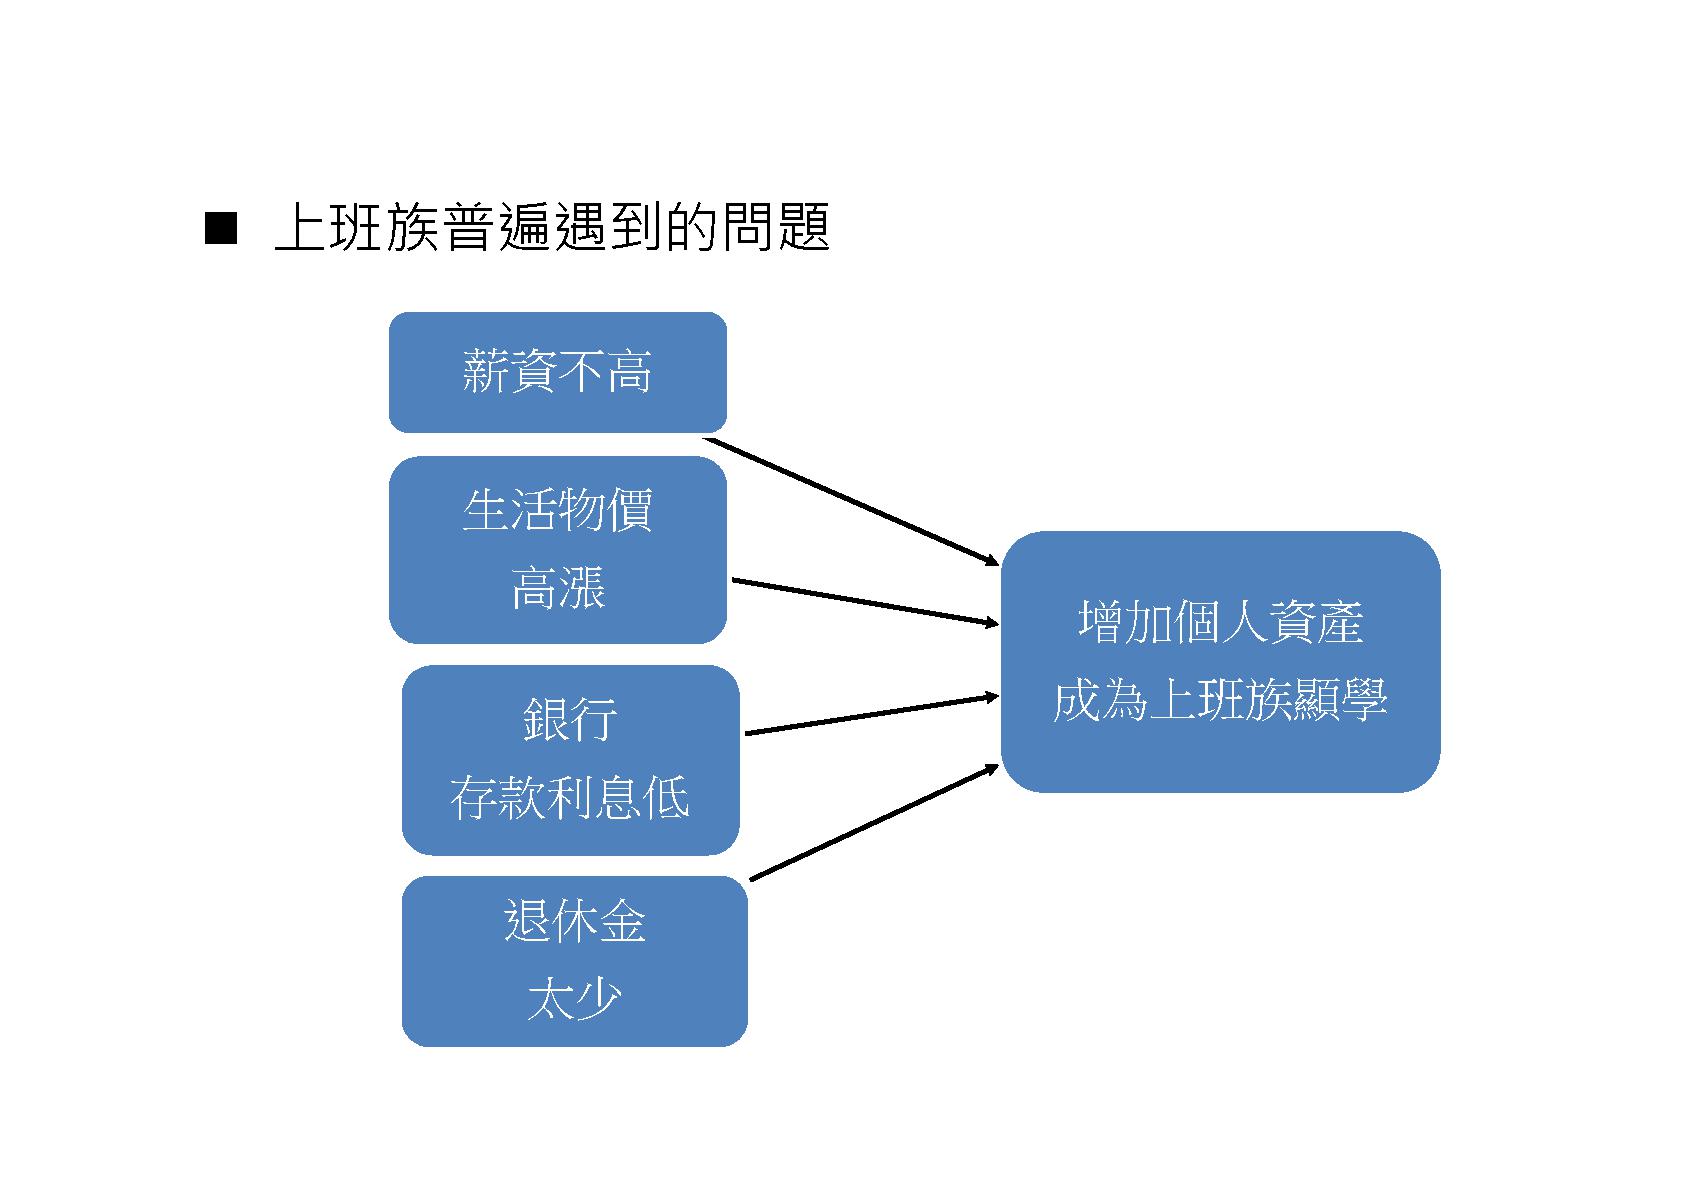 ■ 上班族普遍遇到的問題
薪資不高
生活物價
高漲
銀行
存款利息低
退休金
太少
增加個人資產
成為上班族顯學